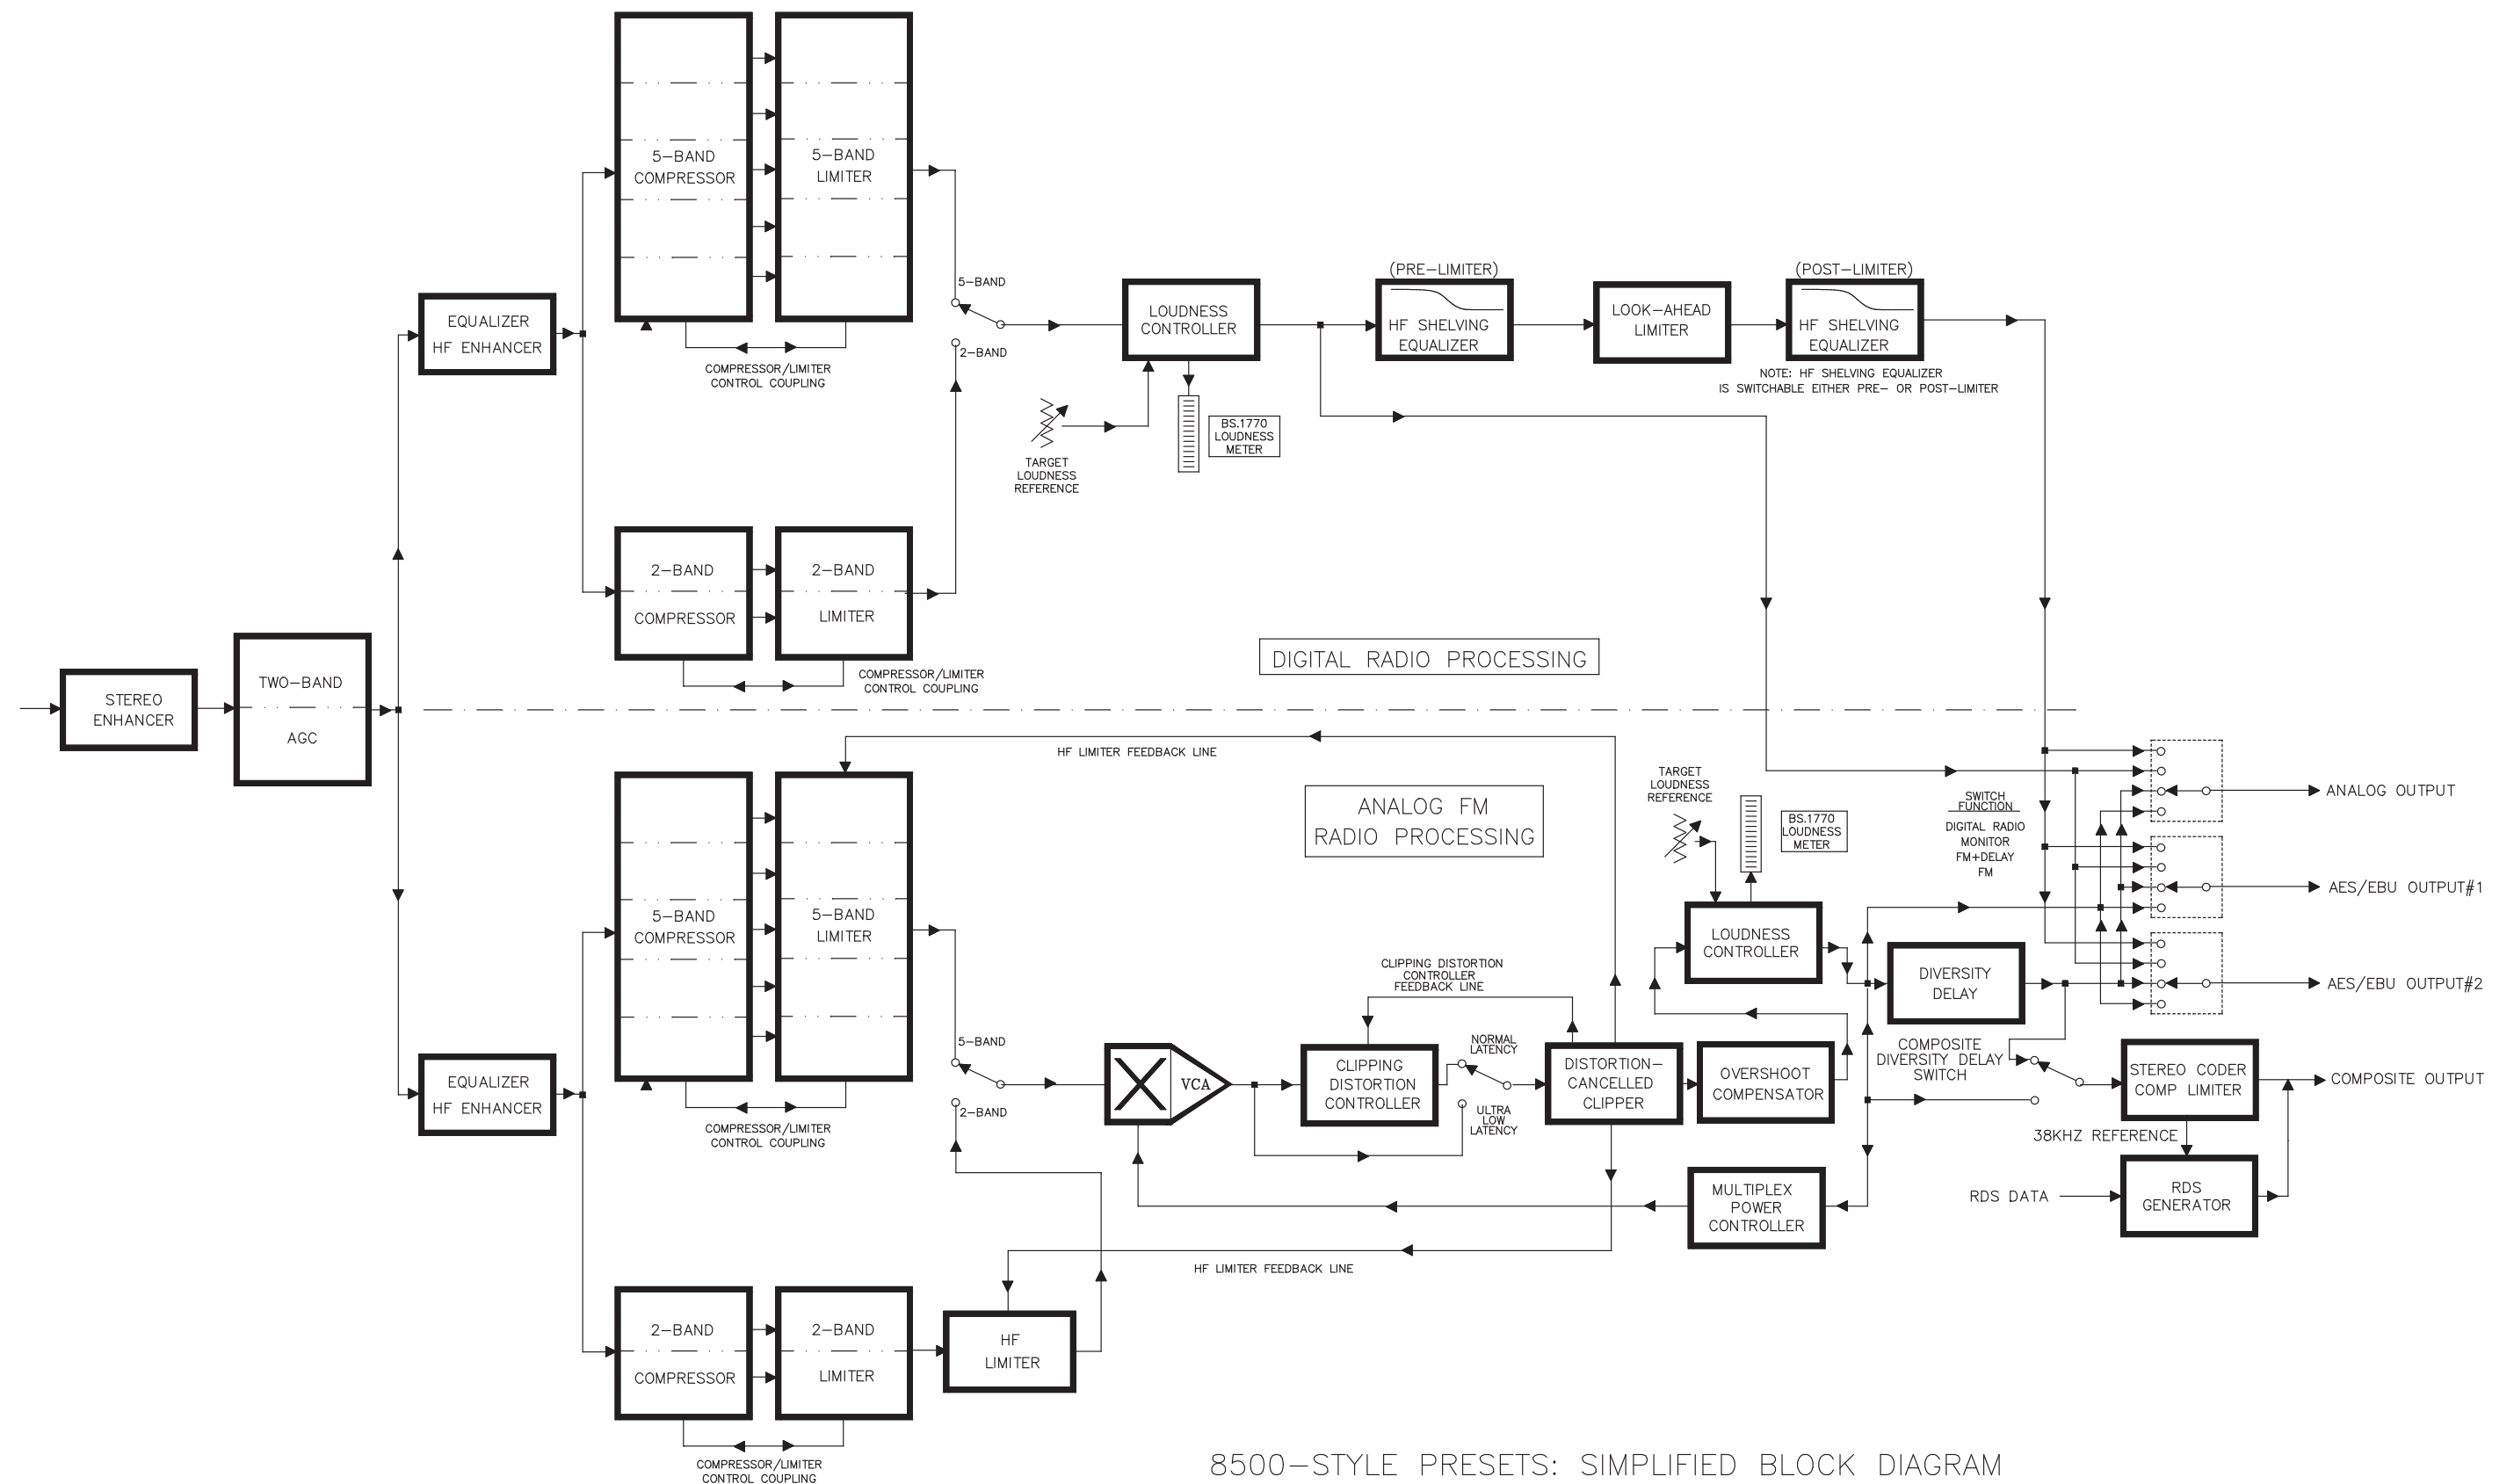 5-BAND
COMPRESSOR
5-BAND
LIMITER
EQUALIZER
HF ENHANCER
COMPRESSOR/LIMITER
CONTROL COUPLING
5-BAND
2-BAND
LOUDNESS
CONTROLLER
TARGET
LOUDNESS
REFERENCE
BS.1770
LOUDNESS
METER
(PRE-LIMITER)
HF SHELVING
EQUALIZER
LOOK-AHEAD
LIMITER
(POST-LIMITER)
HF SHELVING
EQUALIZER
NOTE: HF SHELVING EQUALIZER
IS SWITCHABLE EITHER PRE- OR POST-LIMITER
2-BAND
COMPRESSOR
2-BAND
LIMITER
COMPRESSOR/LIMITER
CONTROL COUPLING
DIGITAL RADIO PROCESSING
STEREO
ENHANCER
TWO-BAND
AGC
HF LIMITER FEEDBACK LINE
ANALOG FM
RADIO PROCESSING
5-BAND
COMPRESSOR
5-BAND
LIMITER
EQUALIZER
HF ENHANCER
COMPRESSOR/LIMITER
CONTROL COUPLING
5-BAND
2-BAND
VCA
CLIPPING DISTORTION
CONTROLLER
FEEDBACK LINE
CLIPPING
DISTORTION
CONTROLLER
NORMAL
LATENCY
ULTRA
LOW
LATENCY
DISTORTION-
CANCELLED
CLIPPER
OVERSHOOT
COMPENSATOR
TARGET
LOUDNESS
REFERENCE
BS.1770
LOUDNESS
METER
LOUDNESS
CONTROLLER
SWITCH
FUNCTION
DIGITAL RADIO
MONITOR
FM+DELAY
FM
DIVERSITY
DELAY
ANALOG OUTPUT
AES/EBU OUTPUT#1
AES/EBU OUTPUT#2
COMPOSITE
DIVERSITY DELAY
SWITCH
STEREO CODER
COMP LIMITER
COMPOSITE OUTPUT
38KHZ REFERENCE
RDS DATA
RDS
GENERATOR
MULTIPLEX
POWER
CONTROLLER
HF LIMITER FEEDBACK LINE
2-BAND
COMPRESSOR
2-BAND
LIMITER
HF
LIMITER
COMPRESSOR/LIMITER
CONTROL COUPLING
8500-STYLE PRESETS: SIMPLIFIED BLOCK DIAGRAM